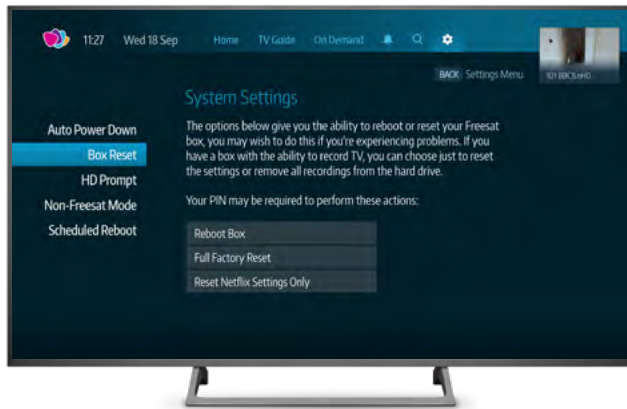 11:27 Wed 18 Sep Home TV Guide On Demand
BACK Settings Menu
System Settings
Auto Power Down
Box Reset
HD Prompt
Non-Freesat Mode
Scheduled Reboot
The options below give you the ability to reboot or reset your Freesat
box, you may wish to do this if you're experiencing problems. If you
have a box with the ability to record TV, you can choose just to reset
the settings or remove all recordings from the hard drive.
Your PIN may be required to perform these actions:
Reboot Box
Full Factory Reset
Reset Netflix Settings Only